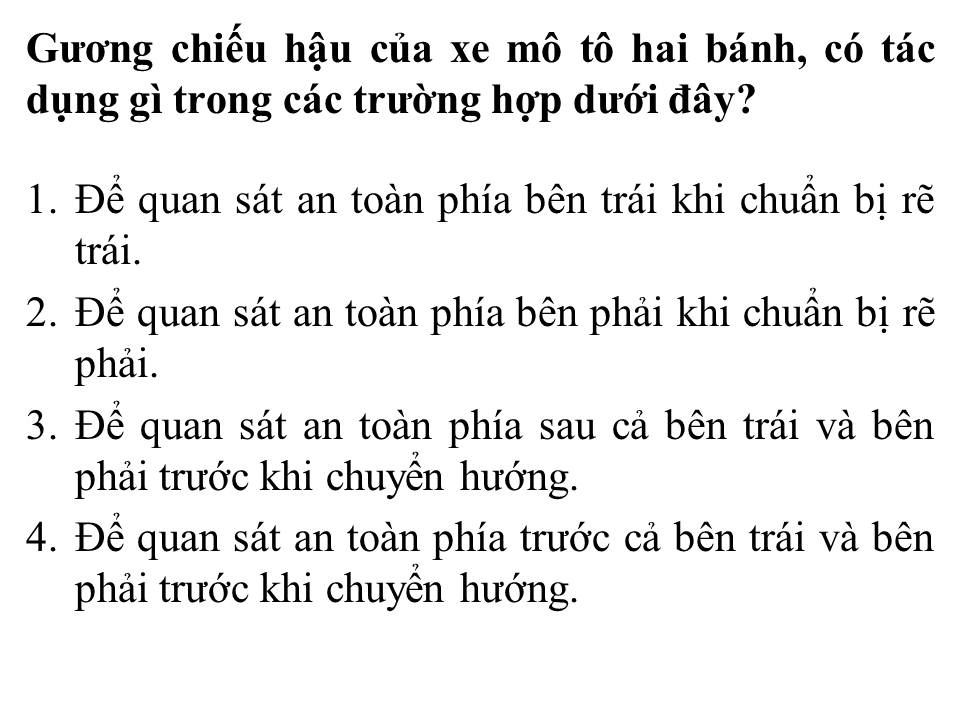 Gương chiếu hậu của xe mô tô hai bánh, có tác
dụng gì trong các trường hợp dưới đây?
1. Để quan sát an toàn phía bên trái khi chuẩn bị rẽ
trái.
2. Để quan sát an toàn phía bên phải khi chuẩn bị rẽ
phải.
3. Để quan sát an toàn phía sau cả bên trái và bên
phải trước khi chuyển hướng.
4. Để quan sát an toàn phía trước cả bên trái và bên
phải trước khi chuyển hướng.